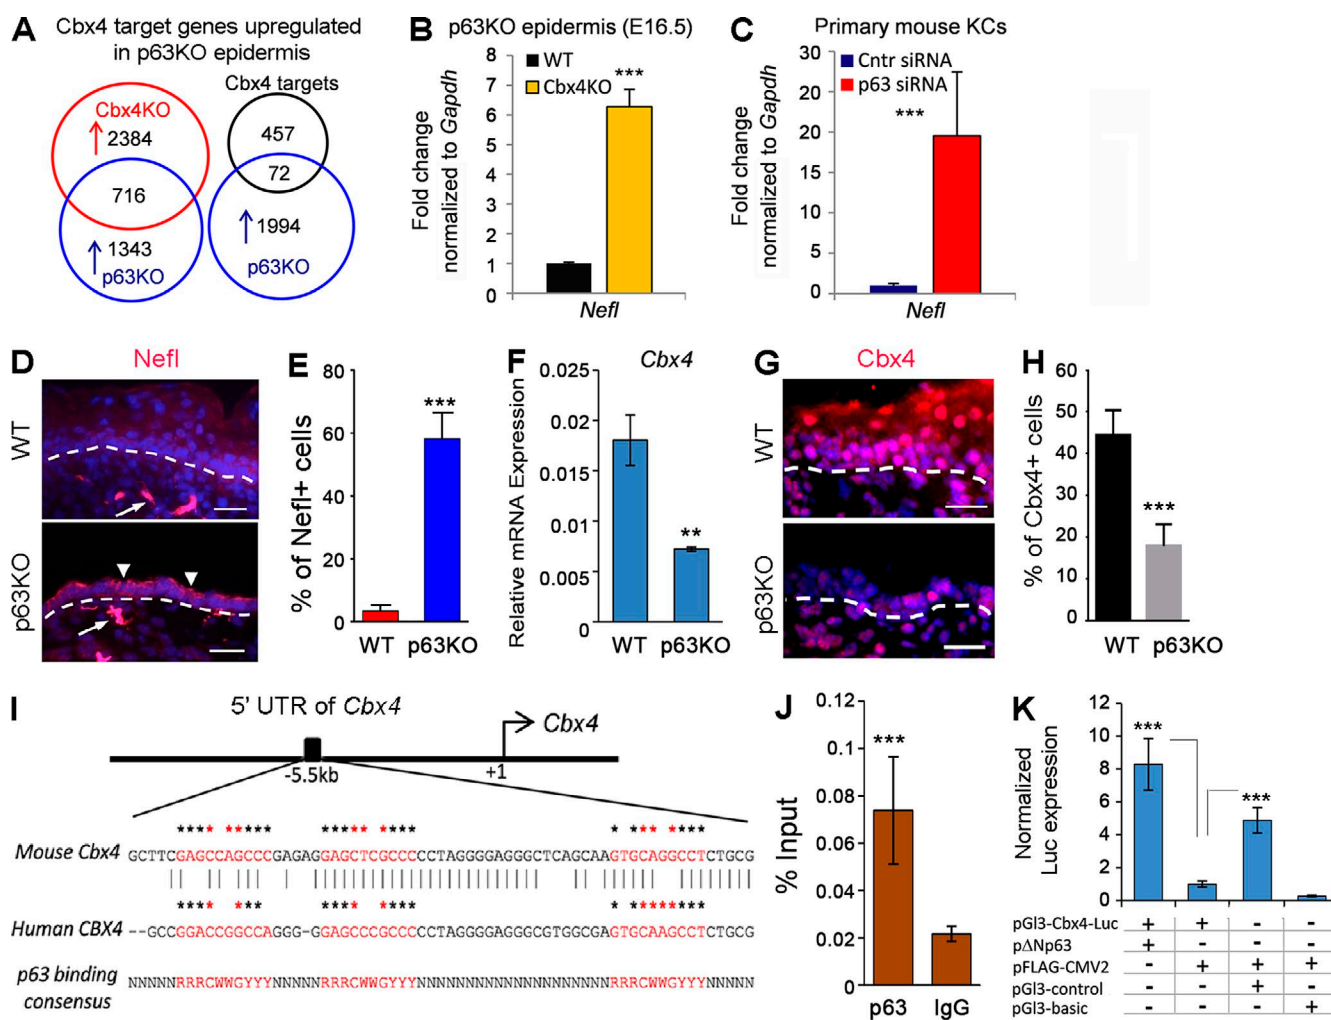 A
Cbx4 target genes upregulated
in p63KO epidermis
Cbx4KO
2384
716
1343
p63KO
Cbx4 targets
457
72
1994
p63KO
B
p63KO epidermis (E16.5)
WT
Cbx4KO
***
Fold change
normalized to Gapdh
8
7
6
5
4
3
2
1
0
Nefl
C
Primary mouse KCs
Cntr siRNA
p63 siRNA
***
Fold change
normalized to Gapdh
30
25
20
15
10
5
0
Nefl
D
Nefl
WT
p63KO
E
% of Nefl+ cells
80
60
40
20
0
***
WT p63KO
F
Cbx4
Relative mRNA Expression
0.025
0.02
0.015
0.01
0.005
0
**
WT p63KO
G
Cbx4
WT
p63KO
H
% of Cbx4+ cells
60
50
40
30
20
10
0
***
WT p63KO
I
5' UTR of Cbx4
Cbx4
-5.5kb
+1
Mouse Cbx4 GCTTCGAGCCAGCCCGAGAGGAGCTCGCCCCCTAGGGGAGGGCTCAGCAAGTGCAGGCCTCTGCG
Human CBX4 --GCCGGACCGGCCAGGG-GGAGCCCGCCCCCTAGGGGAGGGCGTGGCGAGTGCAAGCCTCTGCG
p63 binding
consensus
NNNNNRRRCWWGYYYNNNNNRRRCWWGYYYNNNNNNNNNNNNNNNNNNNNNRRRCWWGYYYNNNNN
J
% Input
0.12
0.1
0.08
0.06
0.04
0.02
0
***
p63 IgG
K
Normalized
Luc expression
12
10
8
6
4
2
0
***
***
pGl3-Cbx4-Luc + + - -
pΔNp63 + - - -
pFLAG-CMV2 - + + +
pGl3-control - - + -
pGl3-basic - - - +